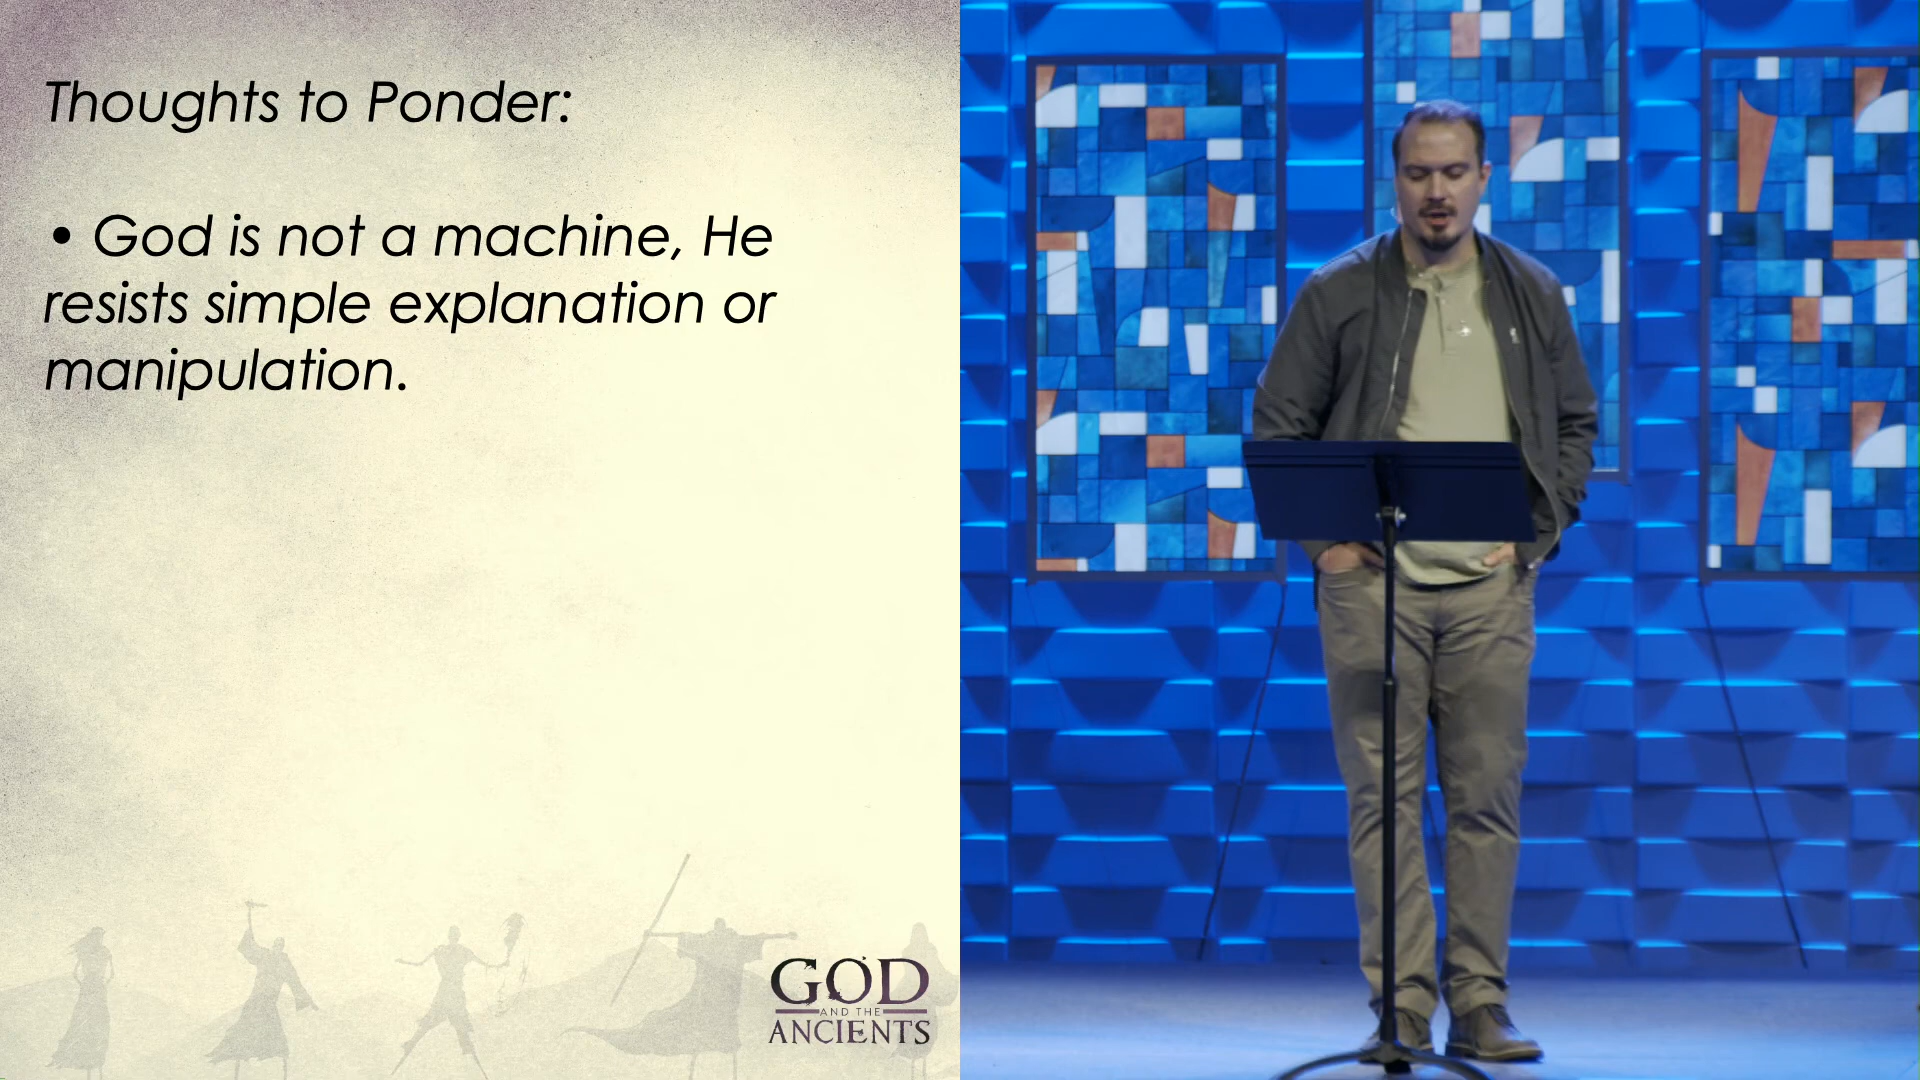 Thoughts to Ponder:
• God is not a machine, He
resists simple explanation or
manipulation.
GOD
AND THE
ANCIENTS